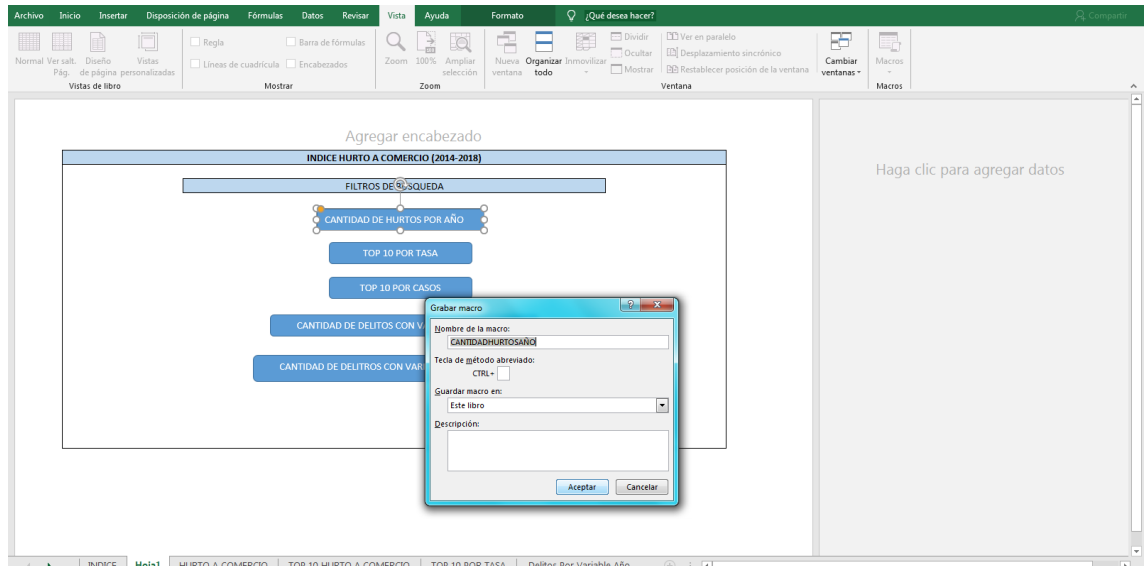 Archivo Inicio Insertar Disposición de página Fórmulas Datos Revisar Vista Ayuda Formato ¿Qué desea hacer? Compartir
Normal Ver salt. Pág. Diseño de página Vistas personalizadas
Vistas de libro
Regla Barra de fórmulas
Líneas de cuadrícula Encabezados
Mostrar
Zoom 100% Ampliar selección
Zoom
Nueva ventana Organizar todo Inmovilizar
Dividir
Ocultar
Mostrar
Ver en paralelo
Desplazamiento sincrónico
Restablecer posición de la ventana
Cambiar ventanas
Ventana
Macros
Macros
Agregar encabezado
INDICE HURTO A COMERCIO (2014-2018)
FILTROS DE BUSQUEDA
CANTIDAD DE HURTOS POR AÑO
TOP 10 POR TASA
TOP 10 POR CASOS
CANTIDAD DE DELITOS CON
CANTIDAD DE DELITROS CON
Haga clic para agregar datos
Grabar macro
Nombre de la macro:
CANTIDADHURTOSAÑO
Tecla de método abreviado:
CTRL+
Guardar macro en:
Este libro
Descripción:
Aceptar Cancelar
INDICE Hoja1 HURTO A COMERCIO TOP 10 HURTO A COMERCIO TOP 10 POR TASA Delitos Por Variable Año